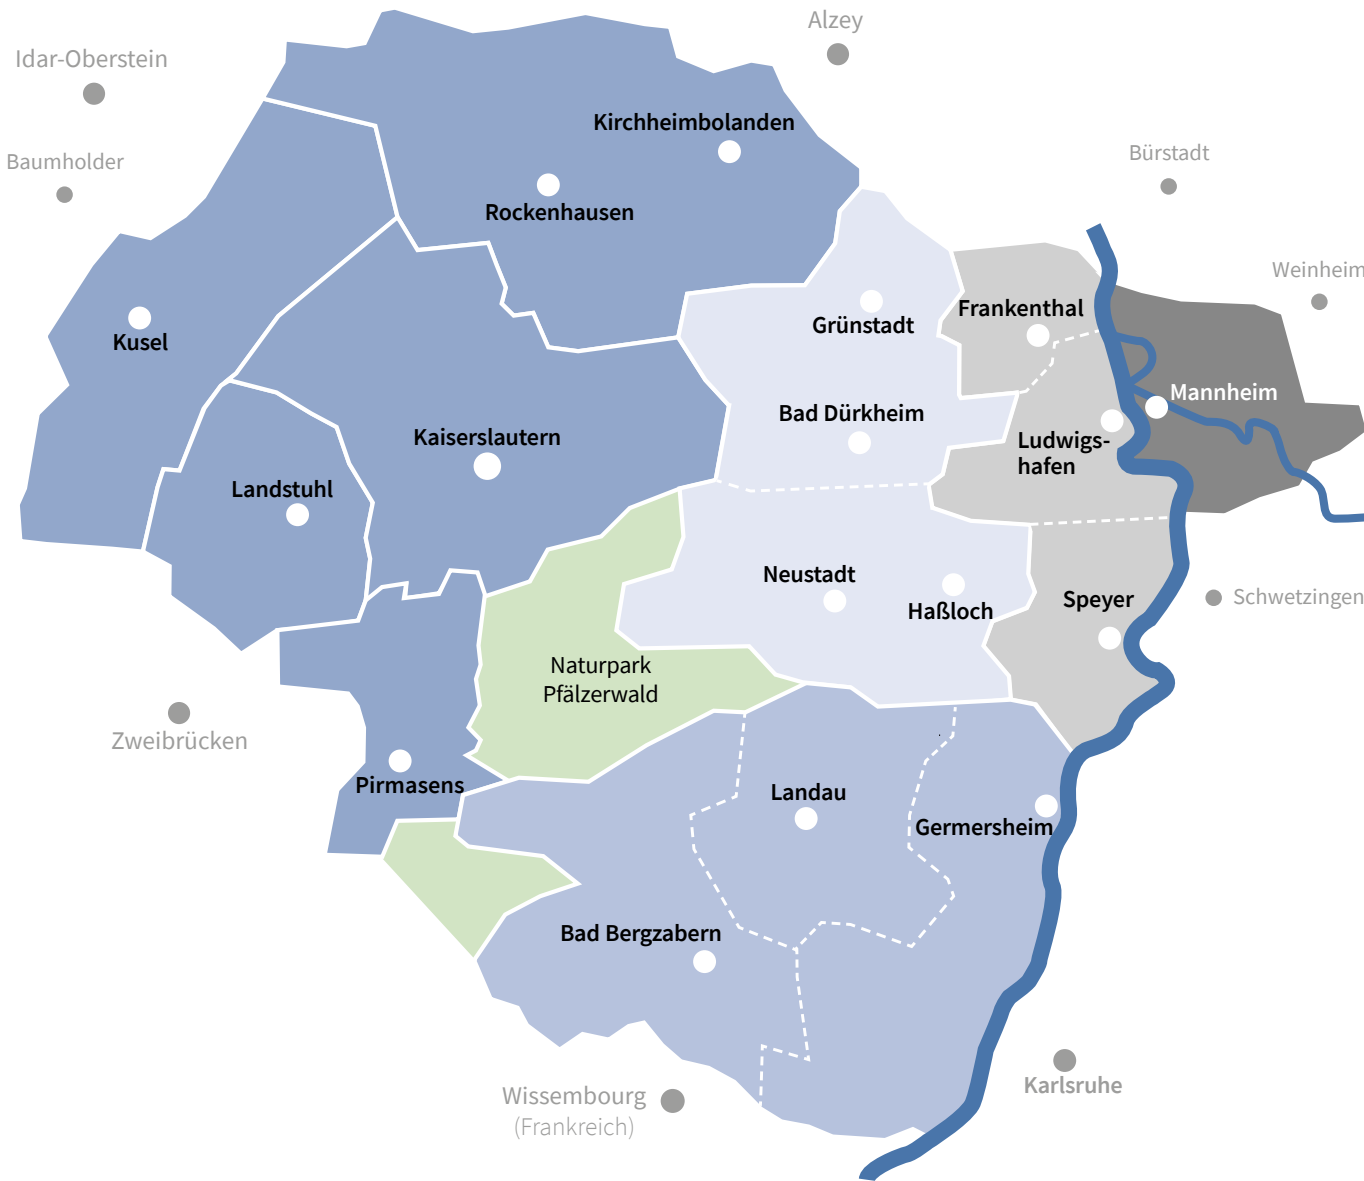 Alzey
Idar-Oberstein
Kirchheimbolanden
Baumholder
Bürstadt
Rockenhausen
Weinheim
Frankenthal
Grünstadt
Kusel
Mannheim
Bad Dürkheim
Kaiserslautern
Ludwigs-
hafen
Landstuhl
Neustadt
Schwetzingen
Speyer
Haßloch
Naturpark
Pfälzerwald
Zweibrücken
Pirmasens
Landau
Germersheim
Bad Bergzabern
Karlsruhe
Wissembourg
(Frankreich)